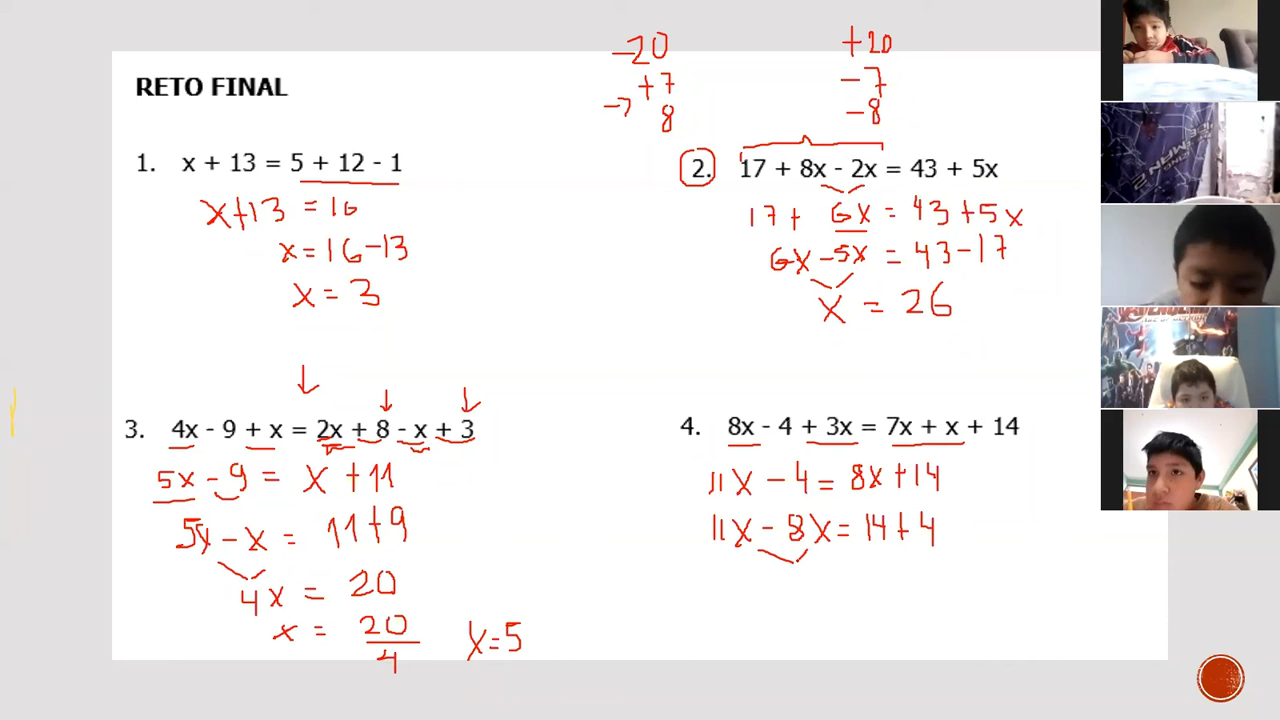 RETO FINAL
-20
+7
-7
8
+20
-7
-8
1. x + 13 = 5 + 12 - 1
x+13 = 16
x = 16-13
x = 3
2. 17 + 8x - 2x = 43 + 5x
17 + 6x = 43 +5x
6x -5x = 43-17
x = 26
3. 4x - 9 + x = 2x + 8 - x + 3
5x - 9 = x + 11
5x - x = 11+9
4x = 20
x = 20
4
x=5
4. 8x - 4 + 3x = 7x + x + 14
11x - 4 = 8x + 14
11x - 8x = 14 + 4